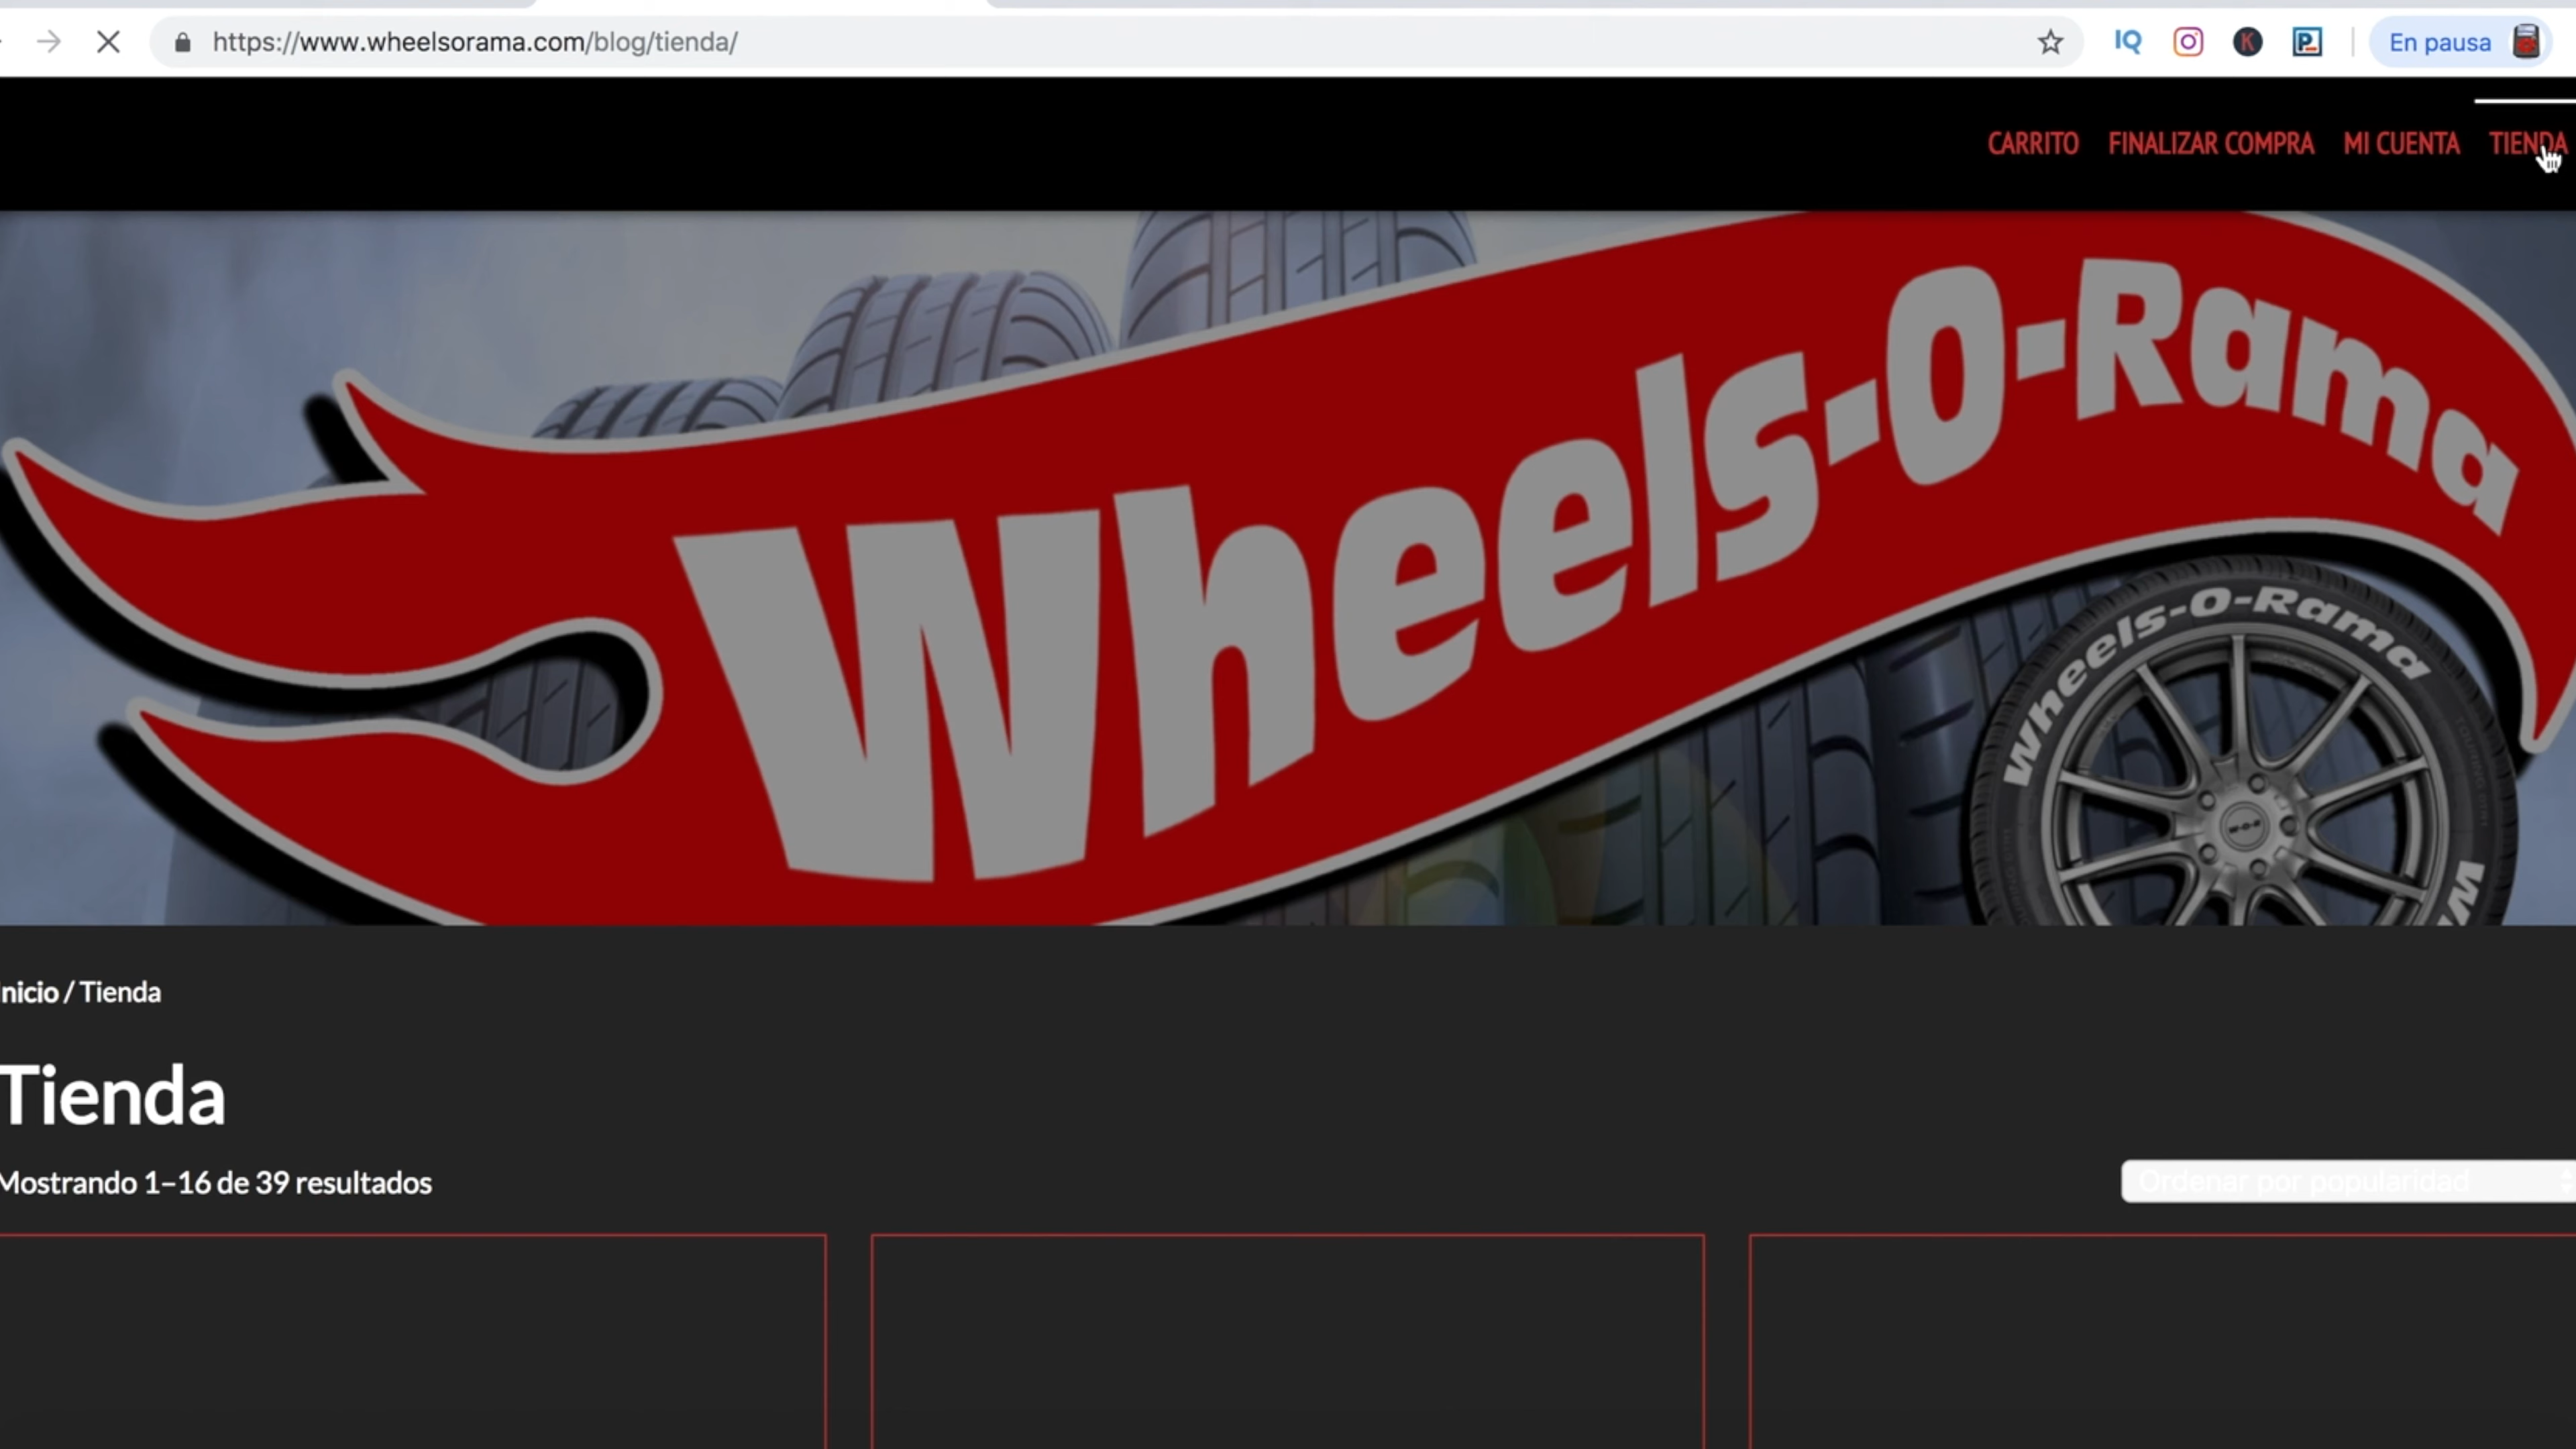 https://www.wheelsorama.com/blog/tienda/
IQ
K
P
En pausa
CARRITO FINALIZAR COMPRA MI CUENTA TIENDA
Wheels-O-Rama
Wheels-O-Rama
W-O-R
W
nicio / Tienda
Tienda
Mostrando 1–16 de 39 resultados
Ordenar por popularidad